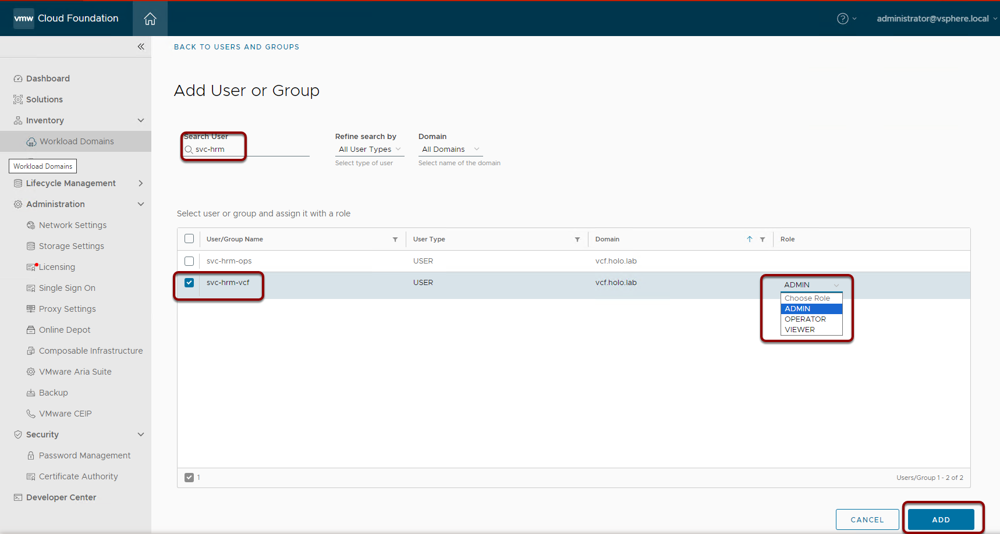 vmw Cloud Foundation
administrator@vsphere.local
Dashboard
Solutions
Inventory
Workload Domains
Workload Domains
Lifecycle Management
Administration
Network Settings
Storage Settings
Licensing
Single Sign On
Proxy Settings
Online Depot
Composable Infrastructure
VMware Aria Suite
Backup
VMware CEIP
Security
Password Management
Certificate Authority
Developer Center
BACK TO USERS AND GROUPS
Add User or Group
Search User
svc-hrm
Refine search by
All User Types
Select type of user
Domain
All Domains
Select name of the domain
Select user or group and assign it with a role
User/Group Name User Type Domain Role
svc-hrm-ops USER vcf.holo.lab
svc-hrm-vcf USER vcf.holo.lab ADMIN
Choose Role
ADMIN
OPERATOR
VIEWER
1 Users/Group 1 - 2 of 2
CANCEL ADD